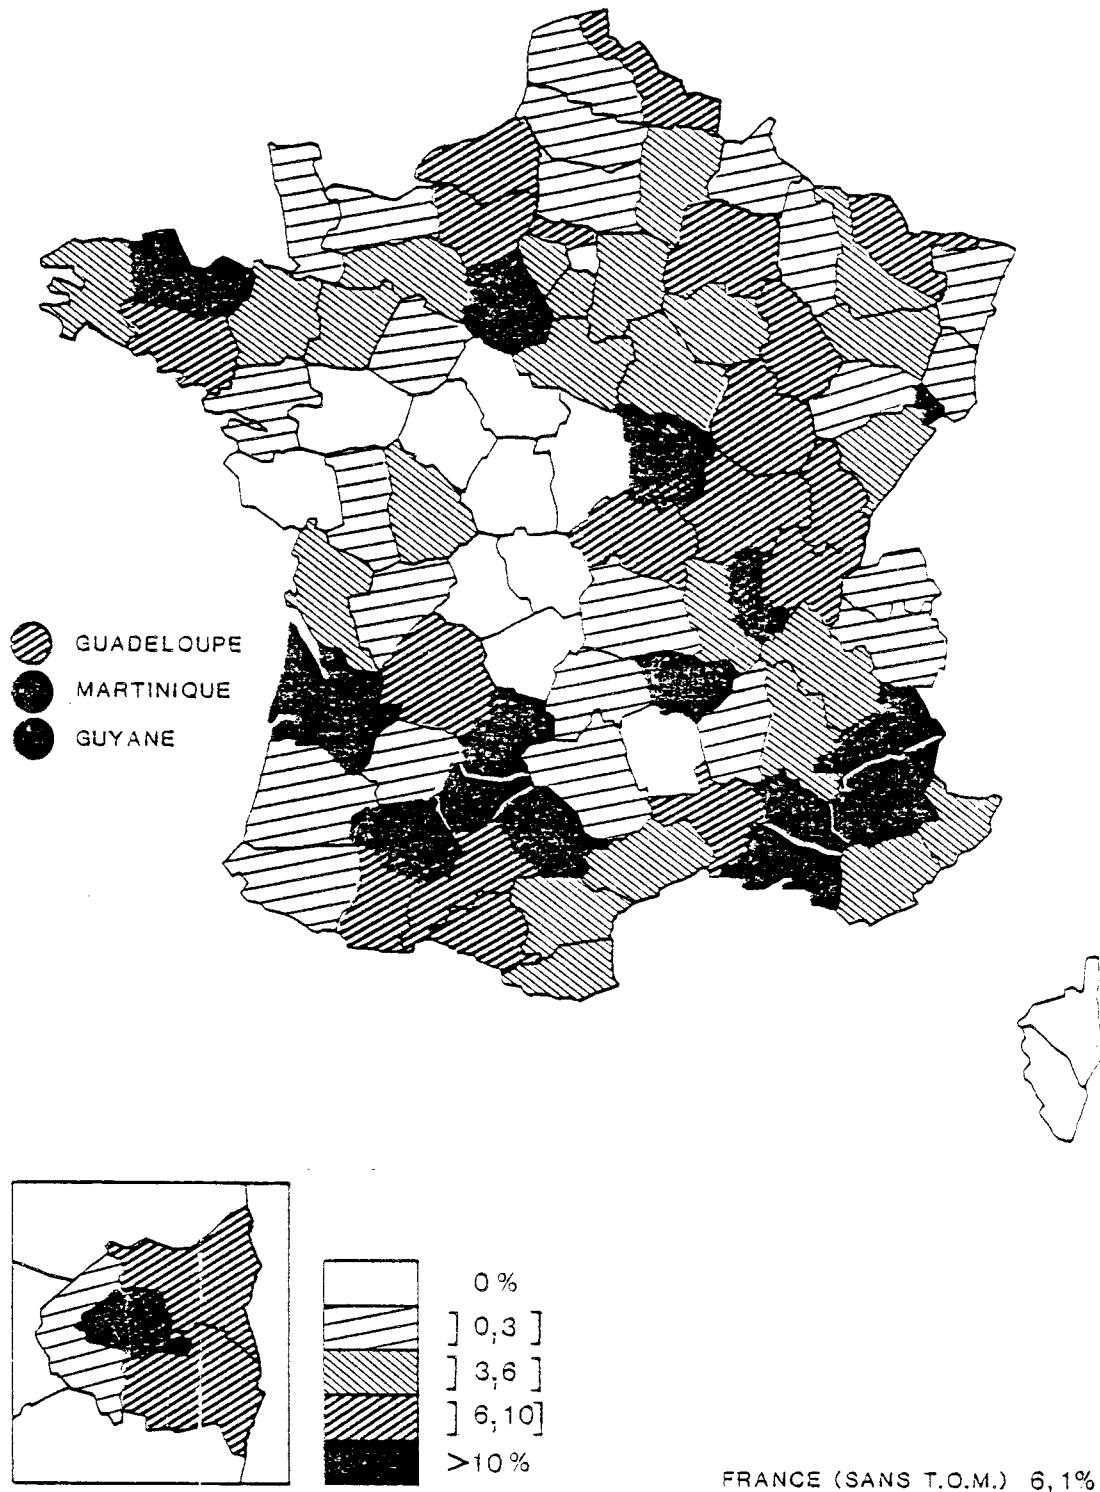 GUADELOUPE
MARTINIQUE
GUYANE
0%
] 0,3 ]
] 3,6 ]
] 6,10]
>10%
FRANCE (SANS T.O.M.) 6,1%